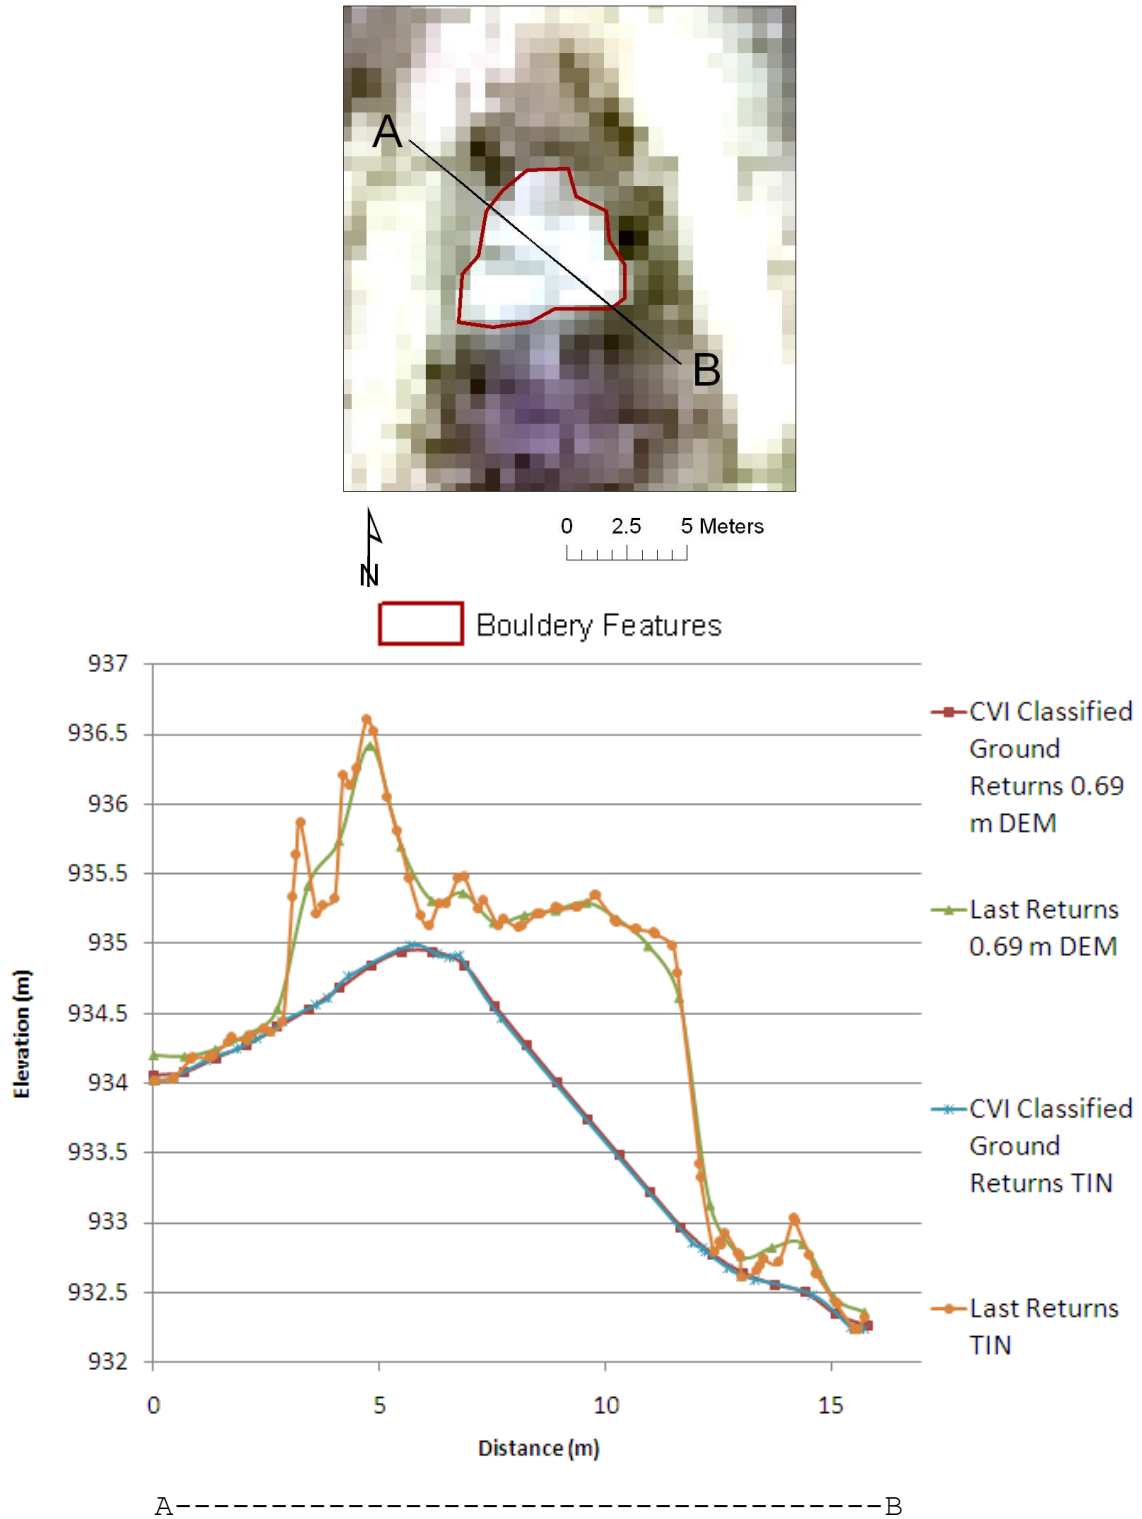 A
B
N
0 2.5 5 Meters
Bouldery Features
937
936.5
936
935.5
935
934.5
934
933.5
933
932.5
932
Elevation (m)
0 5 10 15
Distance (m)
CVI Classified
Ground
Returns 0.69
m DEM
Last Returns
0.69 m DEM
CVI Classified
Ground
Returns TIN
Last Returns
TIN
A-----------------------------------B